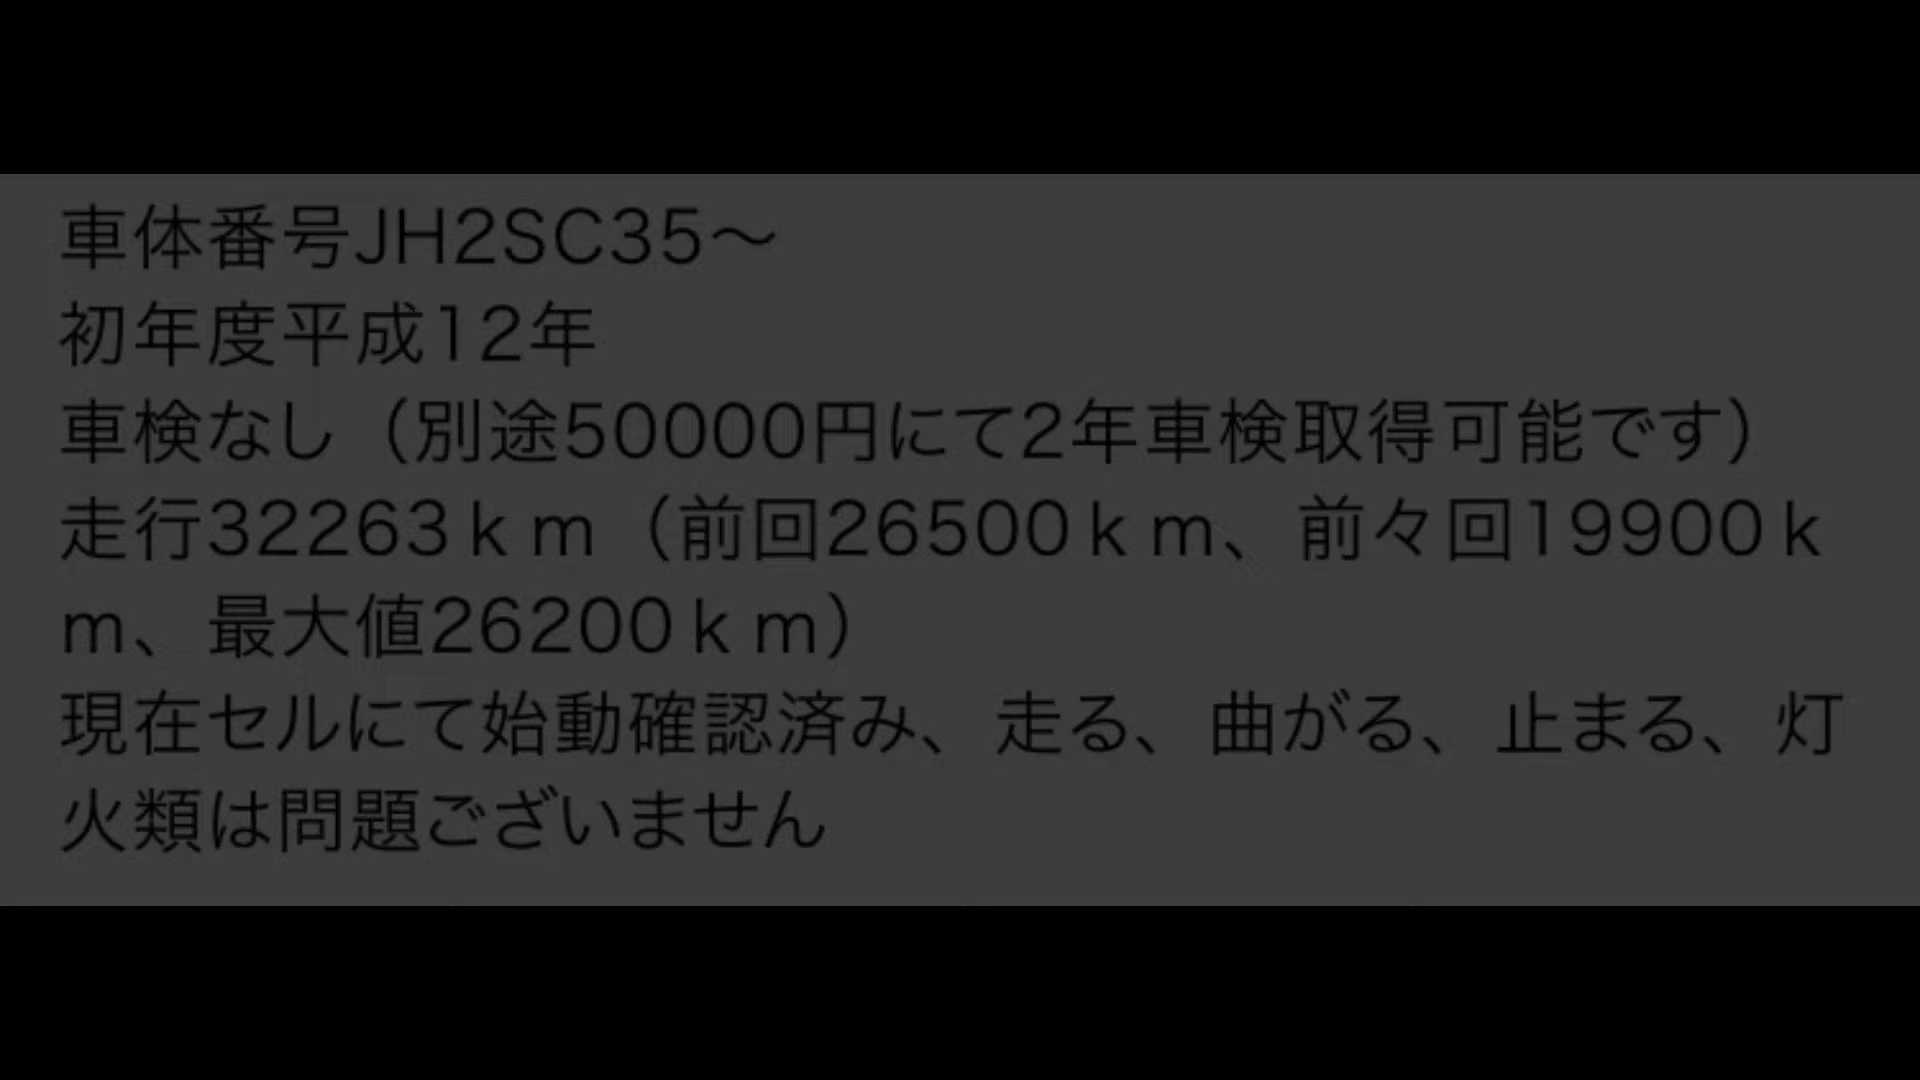 車体番号JH2SC35〜
初年度平成12年
車検なし（別途50000円にて2年車検取得可能です）
走行32263ｋｍ（前回26500ｋｍ、前々回19900ｋ
ｍ、最大値26200ｋｍ）
現在セルにて始動確認済み、走る、曲がる、止まる、灯
火類は問題ございません